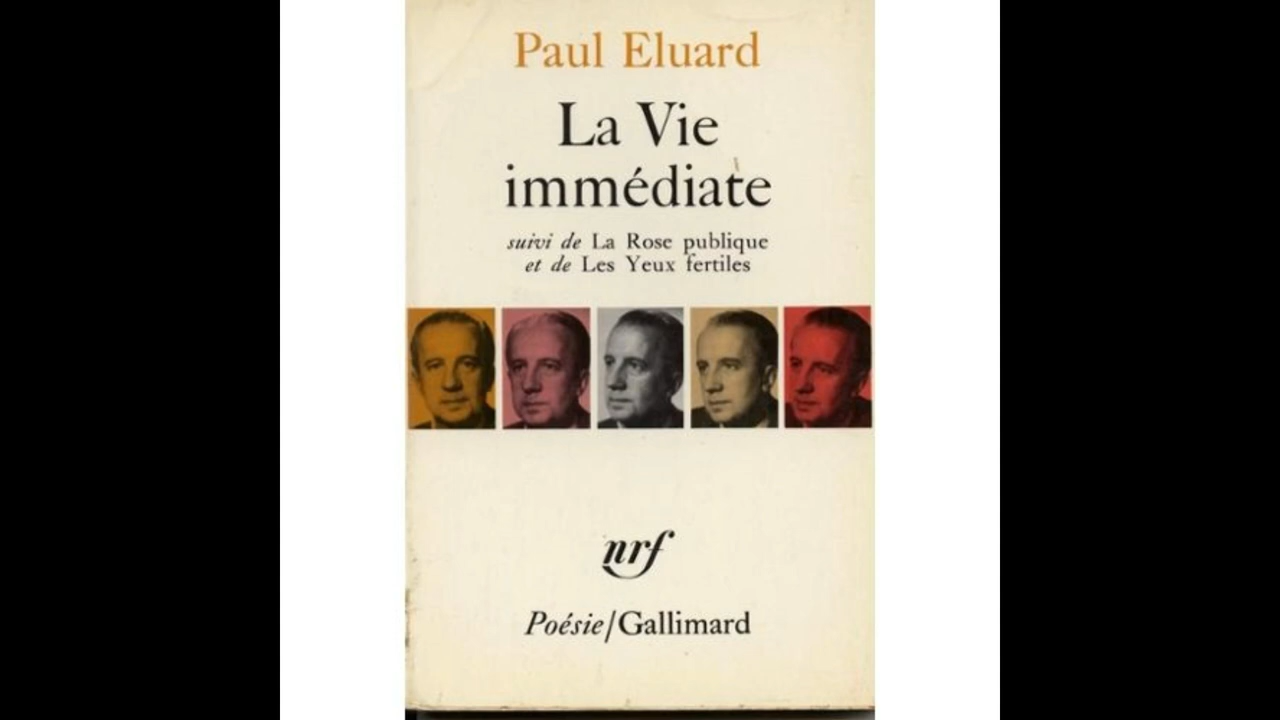 Paul Eluard
La Vie
immédiate
suivi de La Rose publique
et de Les Yeux fertiles
nrf
Poésie/Gallimard